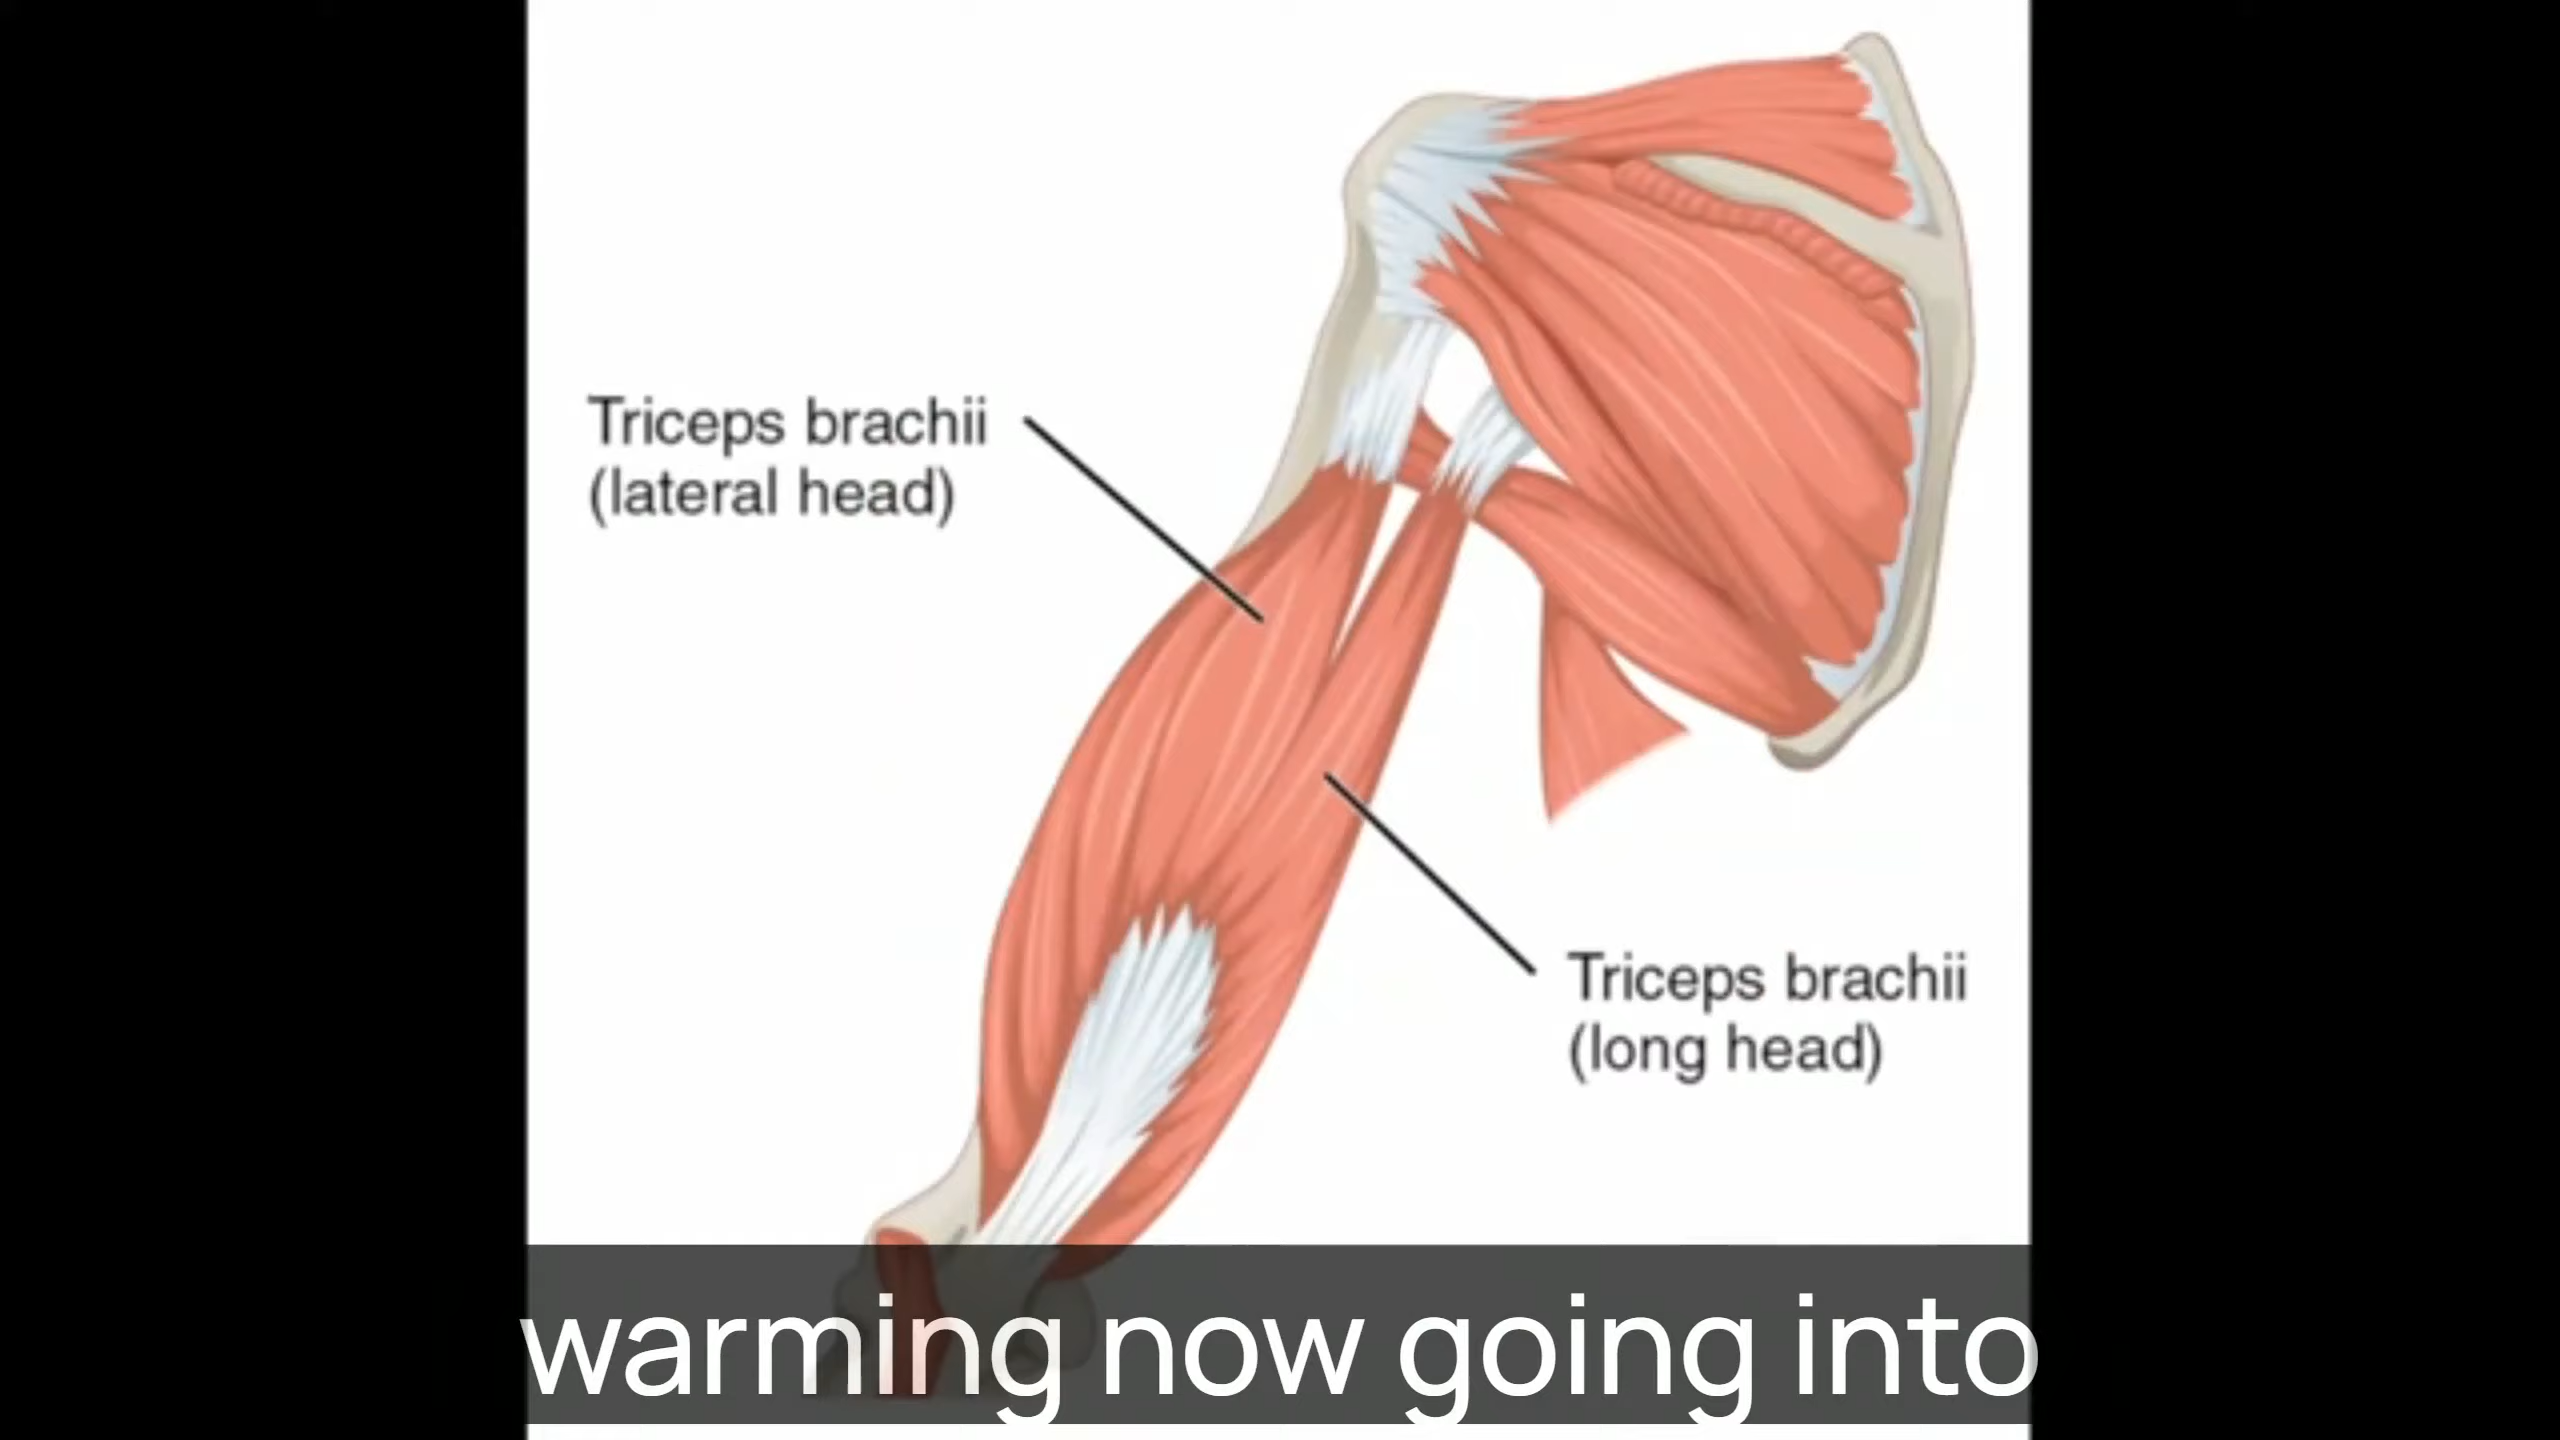 Triceps brachii
(lateral head)
Triceps brachii
(long head)
warming now going into